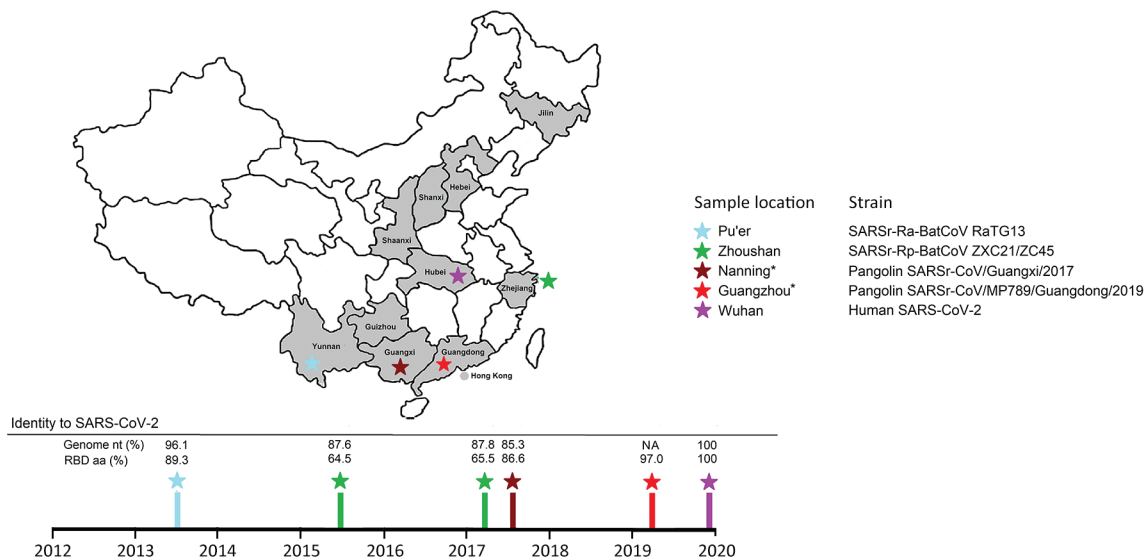 Jilin
Hebei
Shanxi
Shaanxi
Hubei
Zhejiang
Guizhou
Yunnan
Guangxi
Guangdong
Hong Kong
Sample location Strain
Pu'er SARSr-Ra-BatCoV RaTG13
Zhoushan SARSr-Rp-BatCoV ZXC21/ZC45
Nanning* Pangolin SARSr-CoV/Guangxi/2017
Guangzhou* Pangolin SARSr-CoV/MP789/Guangdong/2019
Wuhan Human SARS-CoV-2
Identity to SARS-CoV-2
Genome nt (%) 96.1 87.6 87.8 85.3 NA 100
RBD aa (%) 89.3 64.5 65.5 86.6 97.0 100
2012 2013 2014 2015 2016 2017 2018 2019 2020